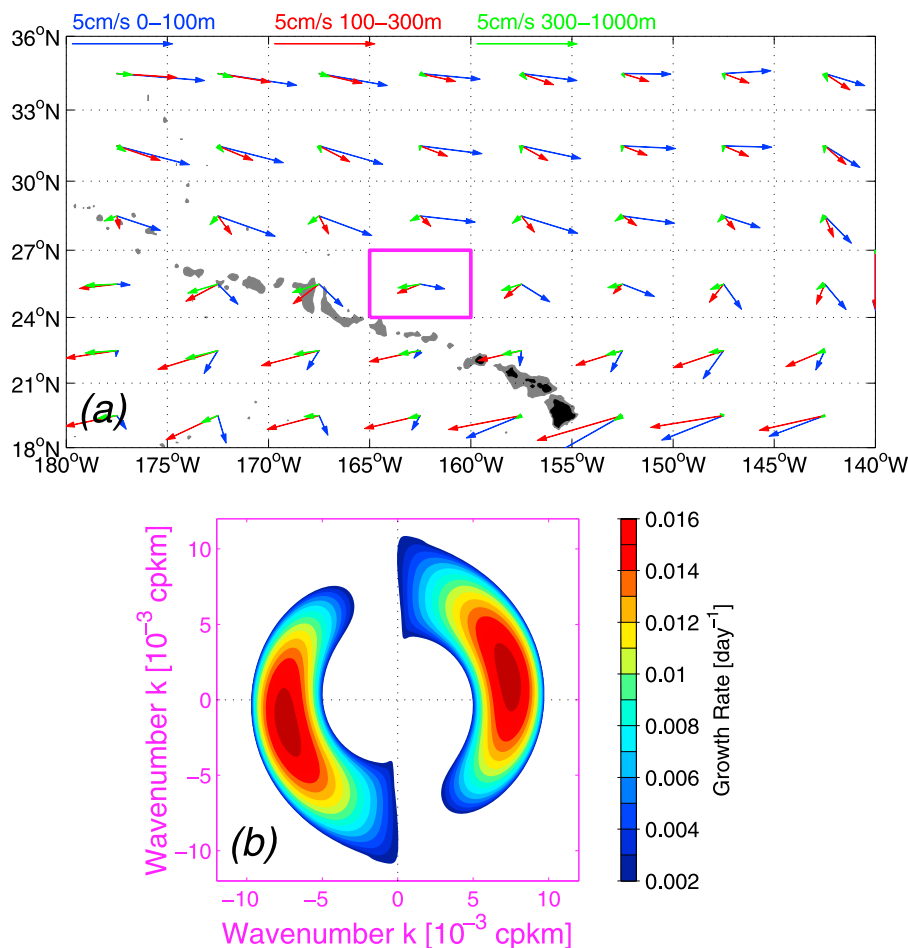 5cm/s 0–100m 5cm/s 100–300m 5cm/s 300–1000m
36°N
33°N
30°N
27°N
24°N
21°N
18°N
(a)
180°W 175°W 170°W 165°W 160°W 155°W 150°W 145°W 140°W
Wavenumber k [10⁻³ cpkm]
10
5
0
−5
−10
(b)
−10 −5 0 5 10
Wavenumber k [10⁻³ cpkm]
0.016
0.014
0.012
0.01
0.008
0.006
0.004
0.002
Growth Rate [day⁻¹]